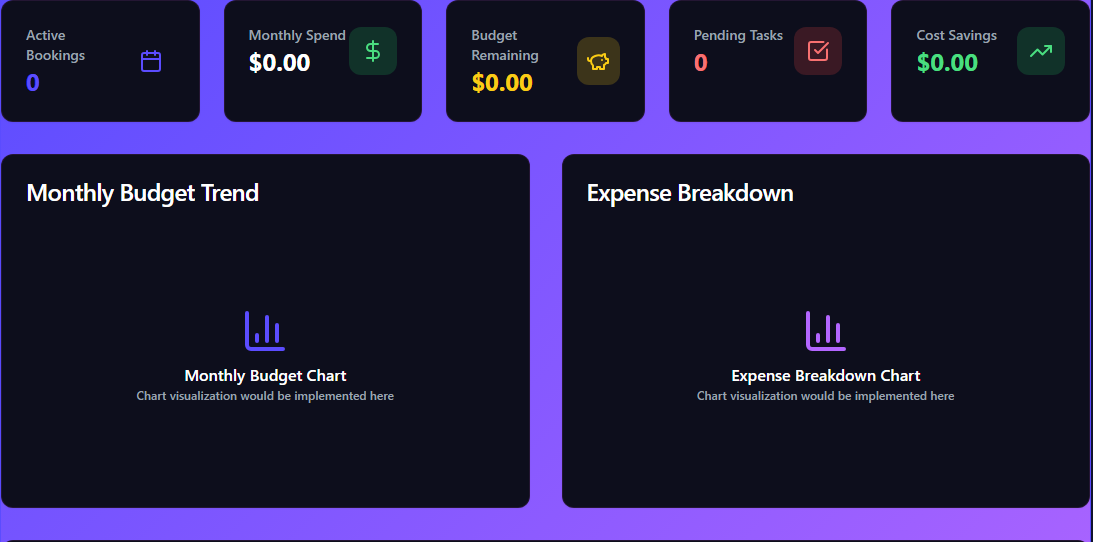 Active
Bookings
0
Monthly Spend
$0.00
Budget
Remaining
$0.00
Pending Tasks
0
Cost Savings
$0.00
Monthly Budget Trend
Monthly Budget Chart
Chart visualization would be implemented here
Expense Breakdown
Expense Breakdown Chart
Chart visualization would be implemented here